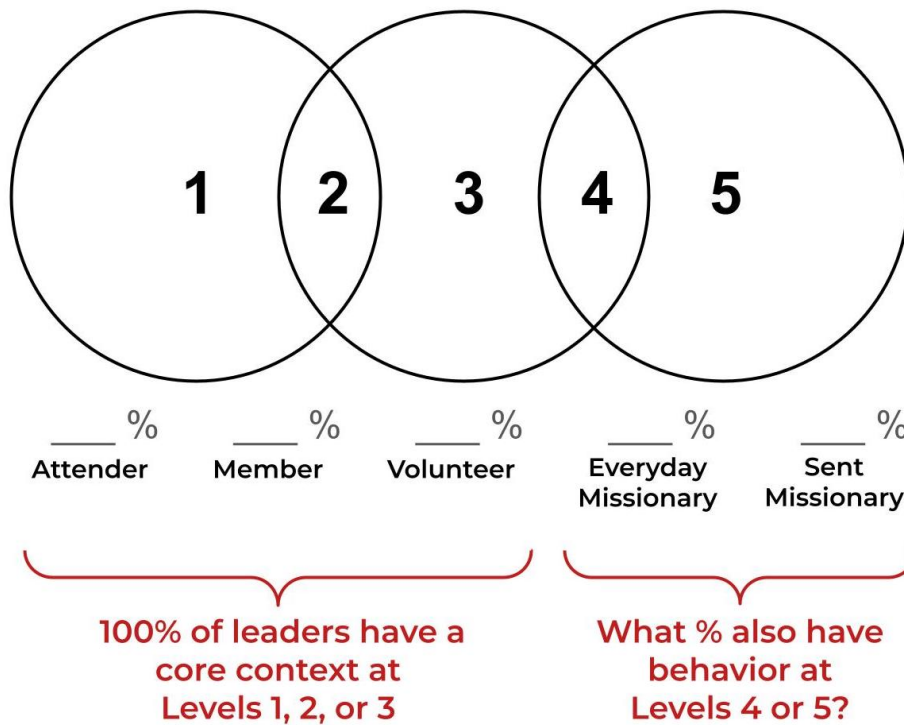 1 2 3 4 5
____ % ____ % ____ % ____ % ____ %
Attender Member Volunteer Everyday Missionary Sent Missionary
100% of leaders have a
core context at
Levels 1, 2, or 3
What % also have
behavior at
Levels 4 or 5?